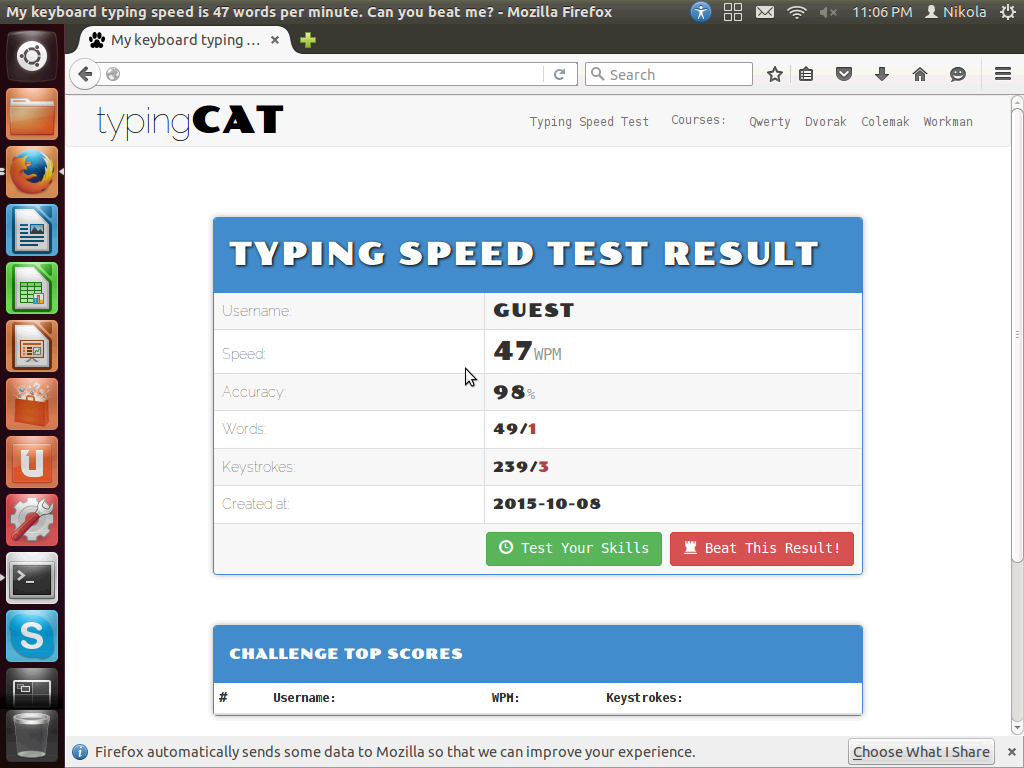 My keyboard typing speed is 47 words per minute. Can you beat me? - Mozilla Firefox
11:06 PM
Nikola
My keyboard typing ...
Search
typingCAT
Typing Speed Test
Courses:
Qwerty
Dvorak
Colemak
Workman
TYPING SPEED TEST RESULT
Username: GUEST
Speed: 47WPM
Accuracy: 98%
Words: 49/1
Keystrokes: 239/3
Created at: 2015-10-08
Test Your Skills
Beat This Result!
CHALLENGE TOP SCORES
# Username: WPM: Keystrokes:
Firefox automatically sends some data to Mozilla so that we can improve your experience.
Choose What I Share